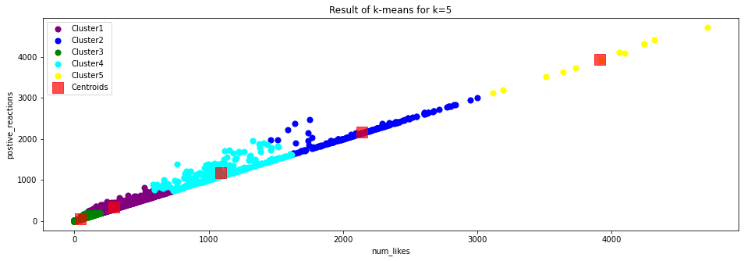 Result of k-means for k=5
Cluster1
Cluster2
Cluster3
Cluster4
Cluster5
Centroids
postive_reactions
4000
3000
2000
1000
0
0
1000
2000
3000
4000
num_likes